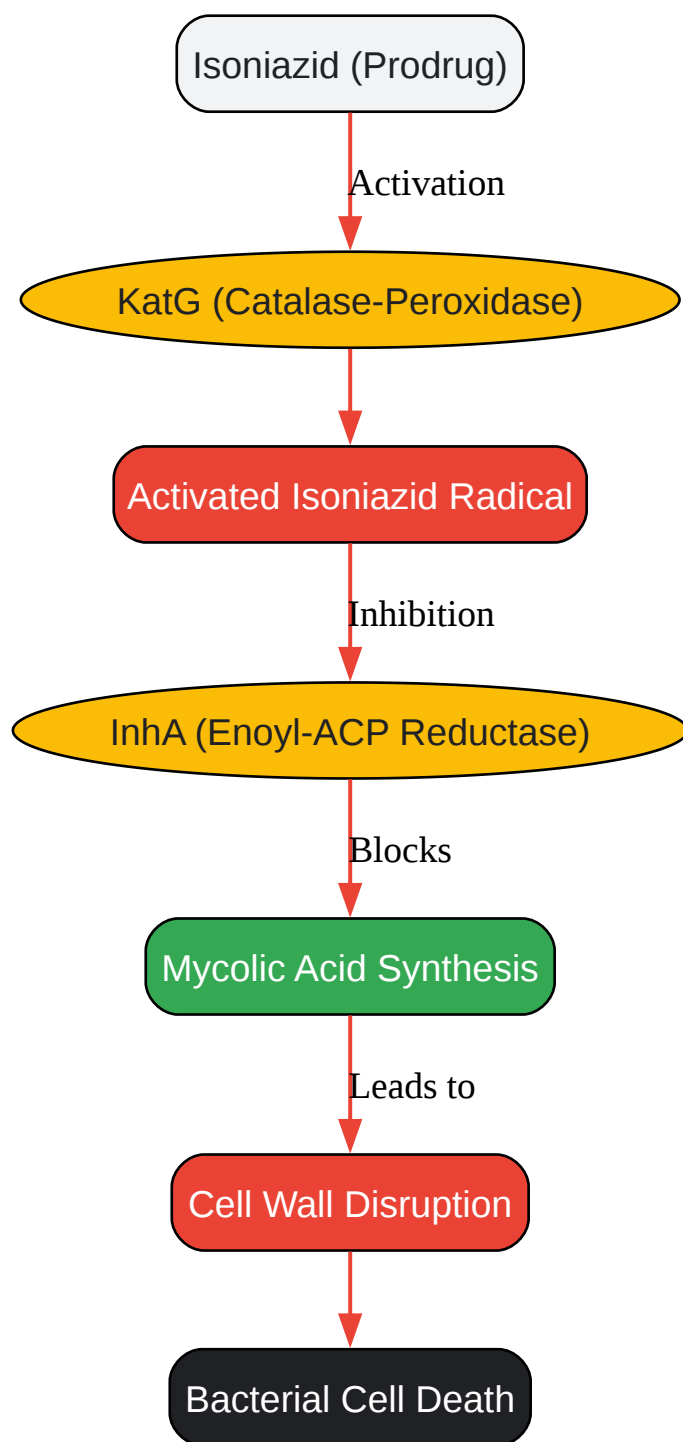 Isoniazid (Prodrug)
Activation
KatG (Catalase-Peroxidase)
Activated Isoniazid Radical
Inhibition
InhA (Enoyl-ACP Reductase)
Blocks
Mycolic Acid Synthesis
Leads to
Cell Wall Disruption
Bacterial Cell Death